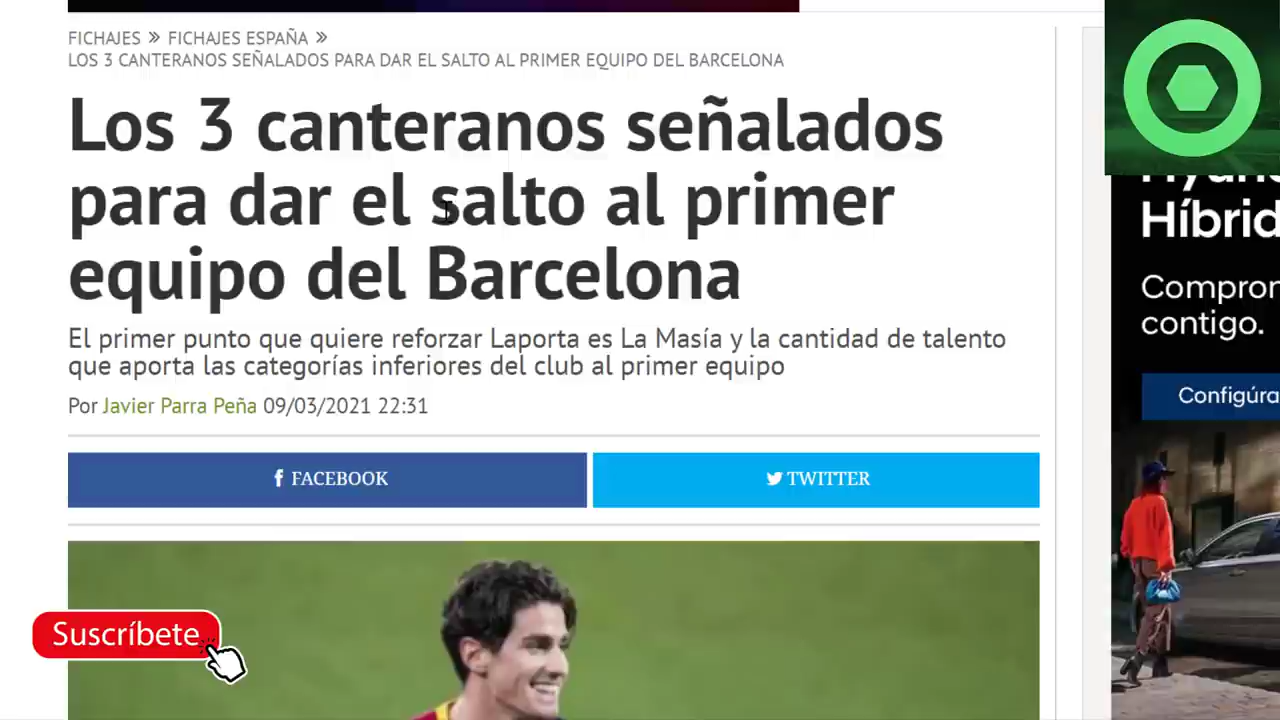 FICHAJES » FICHAJES ESPAÑA »
LOS 3 CANTERANOS SEÑALADOS PARA DAR EL SALTO AL PRIMER EQUIPO DEL BARCELONA
Los 3 canteranos señalados
para dar el salto al primer
equipo del Barcelona
El primer punto que quiere reforzar Laporta es La Masía y la cantidad de talento
que aporta las categorías inferiores del club al primer equipo
Por Javier Parra Peña 09/03/2021 22:31
FACEBOOK
TWITTER
Híbrid
Compron
contigo.
Configúra
Suscríbete